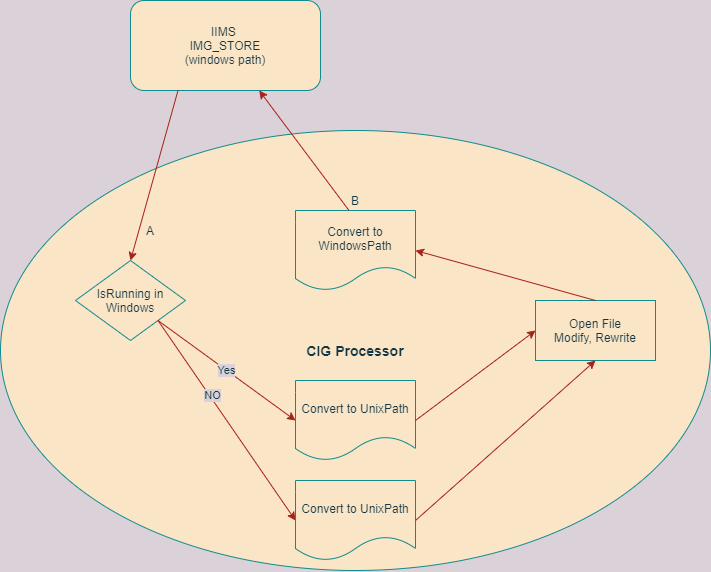 IIMS
IMG_STORE
(windows path)
A
B
Convert to
WindowsPath
IsRunning in
Windows
Open File
Modify, Rewrite
CIG Processor
Yes
NO
Convert to UnixPath
Convert to UnixPath